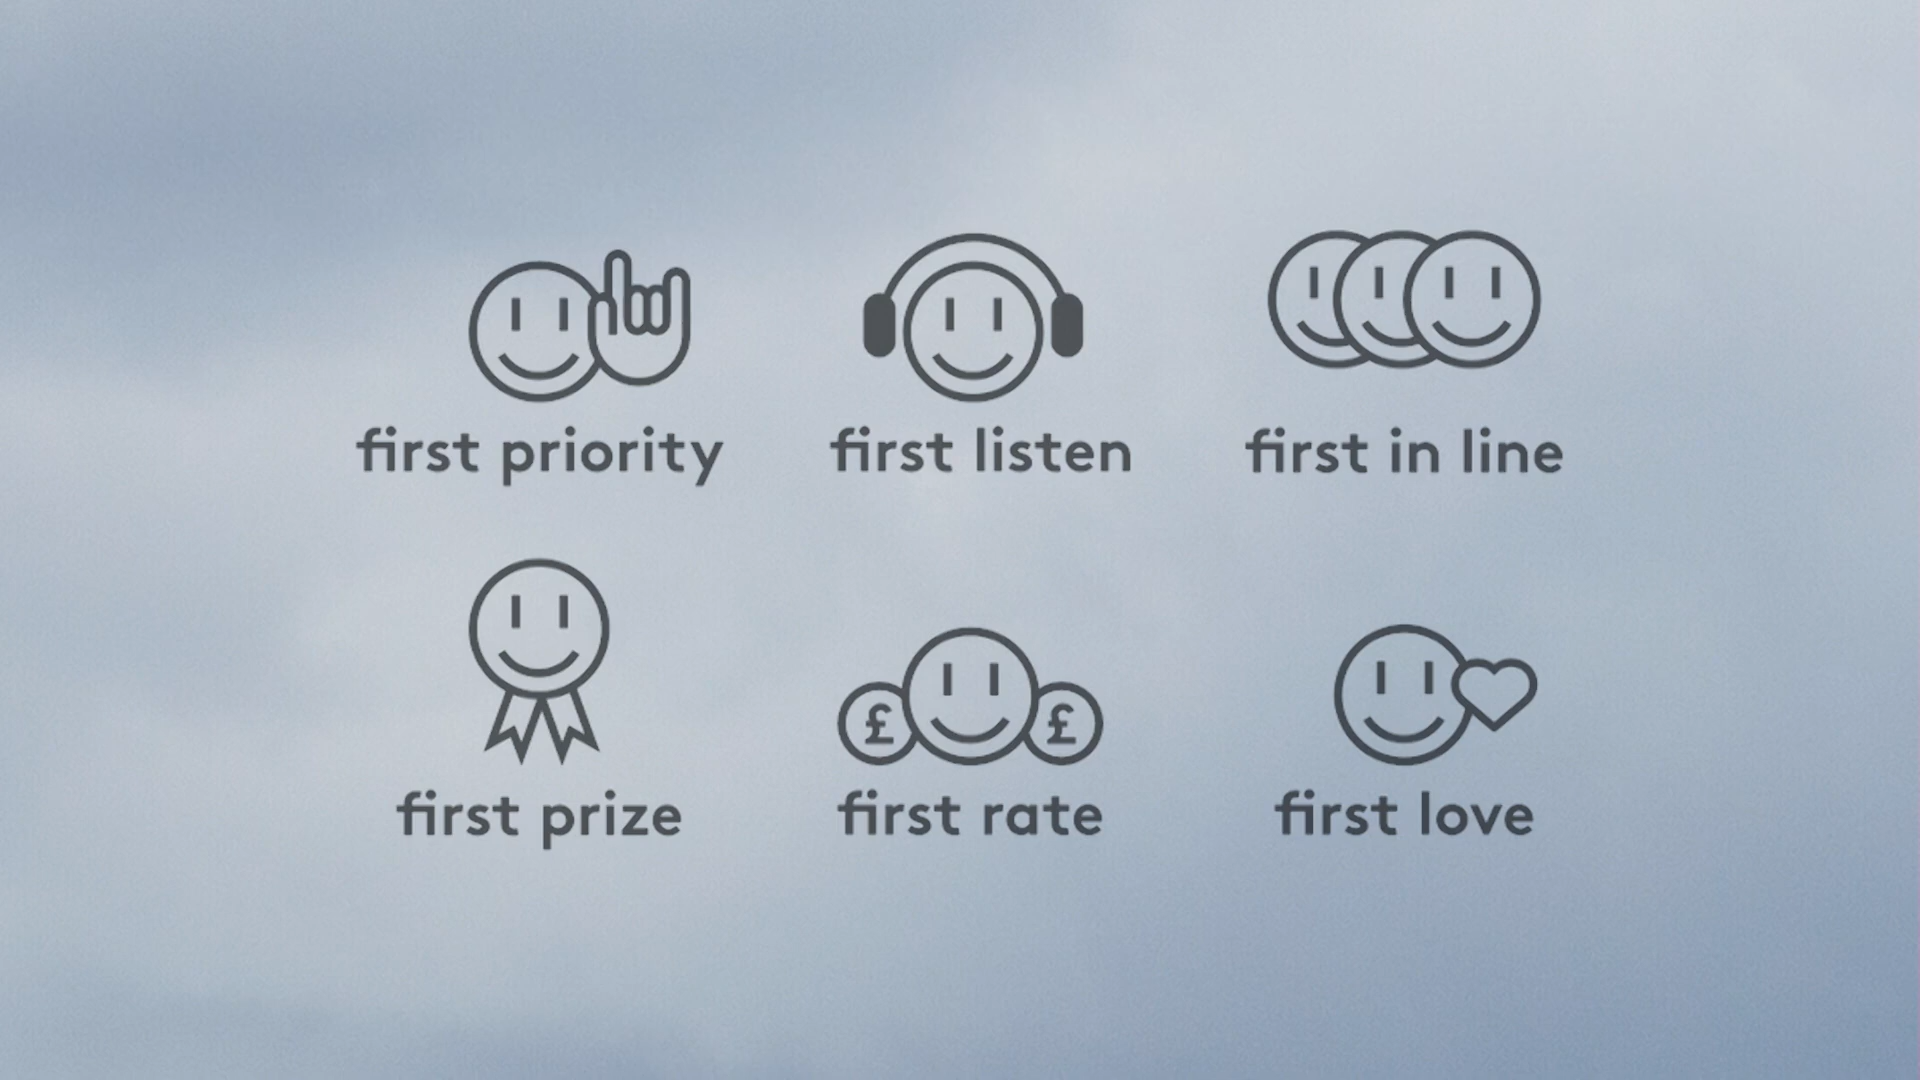 first priority
first listen
first in line
first prize
£
£
first rate
first love